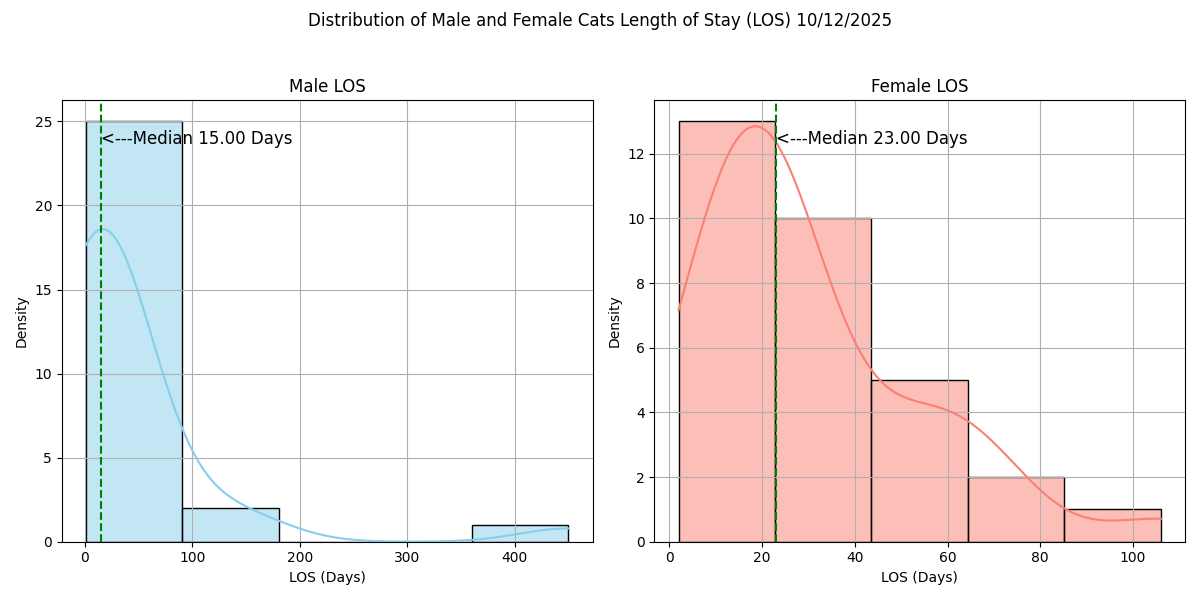 Distribution of Male and Female Cats Length of Stay (LOS) 10/12/2025
Male LOS
25
20
15
10
5
0
Density
<---Median 15.00 Days
0 100 200 300 400
LOS (Days)
Female LOS
12
10
8
6
4
2
0
Density
<---Median 23.00 Days
0 20 40 60 80 100
LOS (Days)